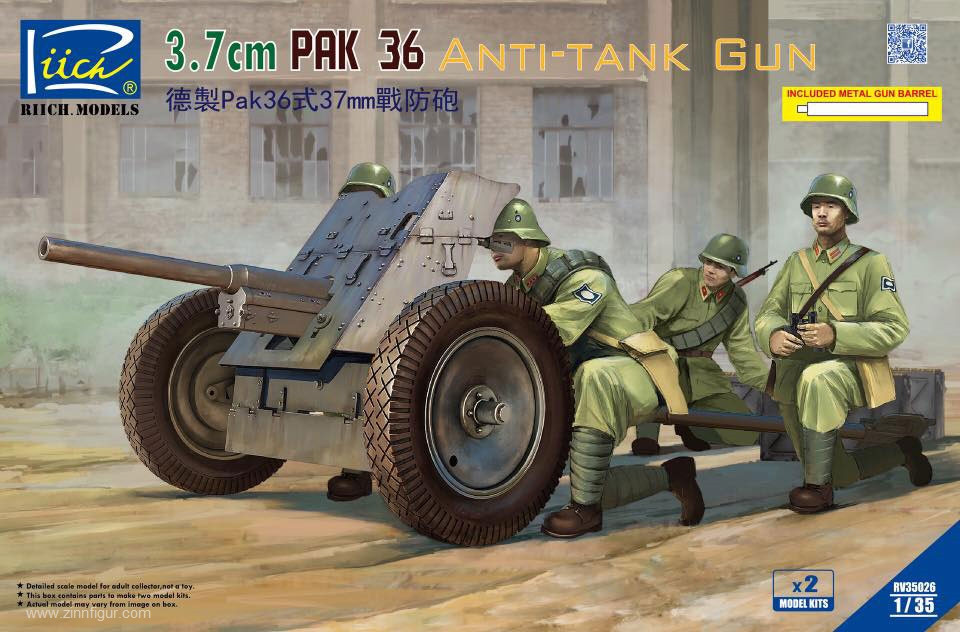 Riich
®
RIICH.MODELS
3.7cm PAK 36 ANTI-TANK GUN
德製Pak36式37mm戰防砲
INCLUDED METAL GUN BARREL
★ Detailed scale model for adult collector,not a toy.
★ This box contains parts to make two model kits.
★ Actual model may vary from image on box.
www.zinnfigur.com
x2
MODEL KITS
RV35026
1/35